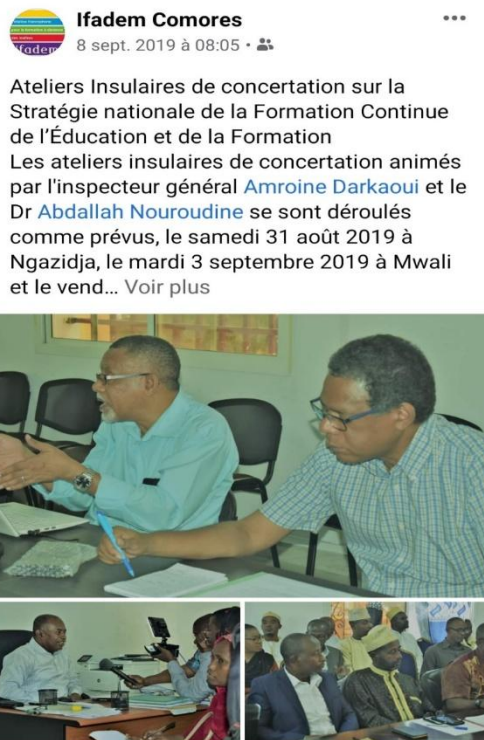 Ifadem Comores
8 sept. 2019 à 08:05 •
Ateliers Insulaires de concertation sur la
Stratégie nationale de la Formation Continue
de l’Éducation et de la Formation
Les ateliers insulaires de concertation animés
par l'inspecteur général Amroine Darkaoui et le
Dr Abdallah Nouroudine se sont déroulés
comme prévus, le samedi 31 août 2019 à
Ngazidja, le mardi 3 septembre 2019 à Mwali
et le vend... Voir plus
ifadem